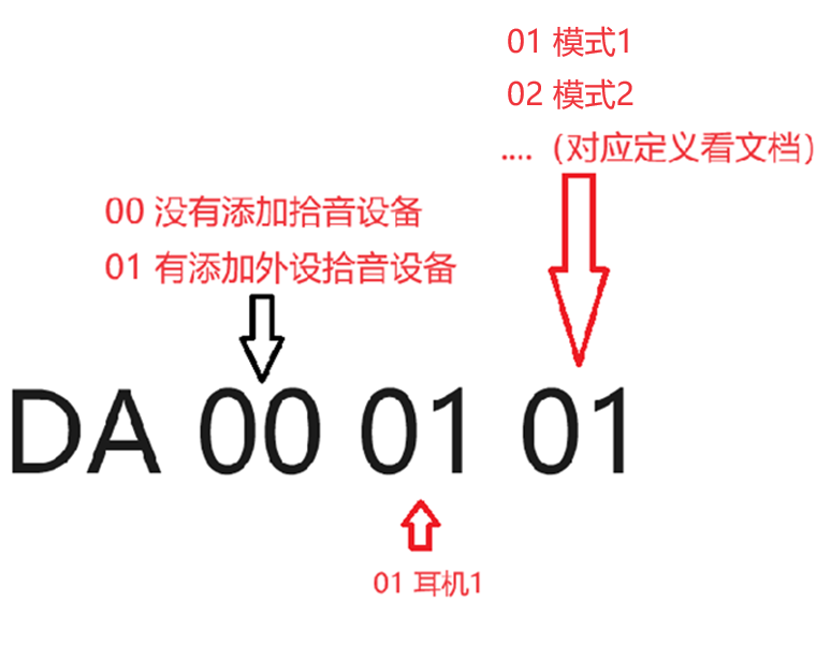 01 模式1
02 模式2
....（对应定义看文档）
00 没有添加拾音设备
01 有添加外设拾音设备
DA 00 01 01
01 耳机1